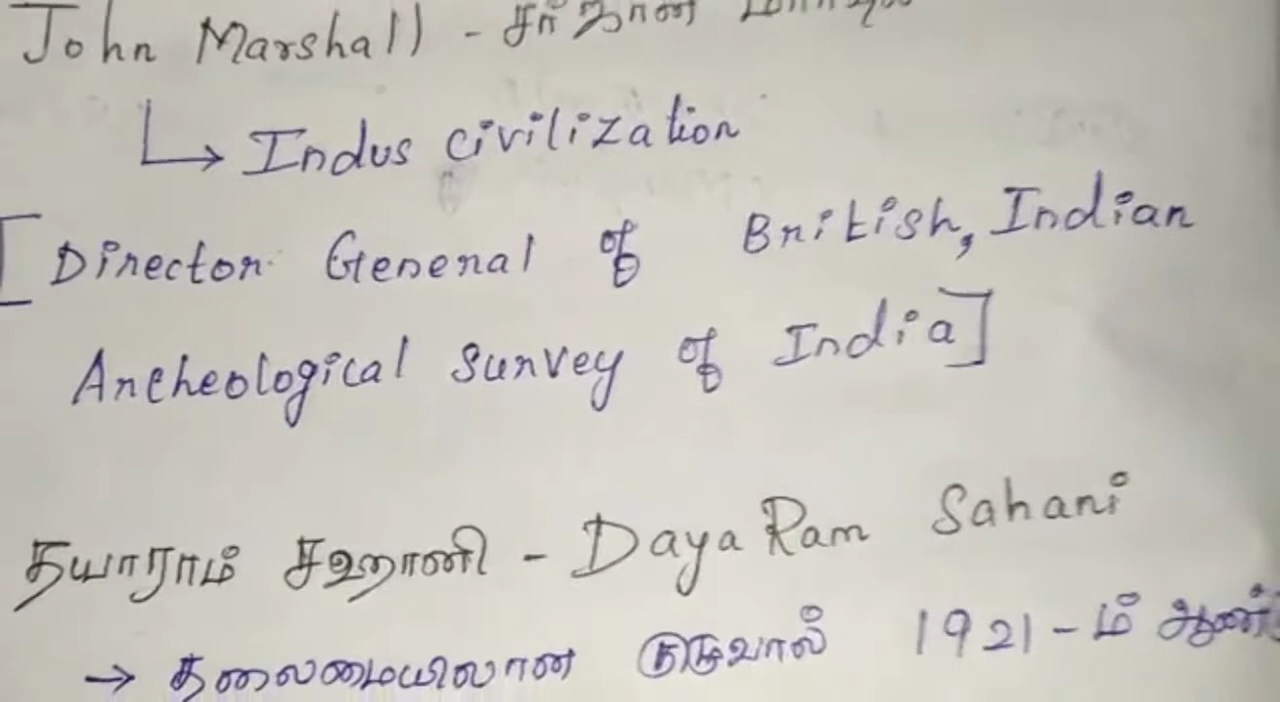 John Marshall - சர் ஜான்
↳ Indus civilization
[Director General of British, Indian
Archeological Survey of India]
தயாராம் சஹானி - Daya Ram Sahani
→ தலைமையிலான குழுவால் 1921-ம் ஆண்